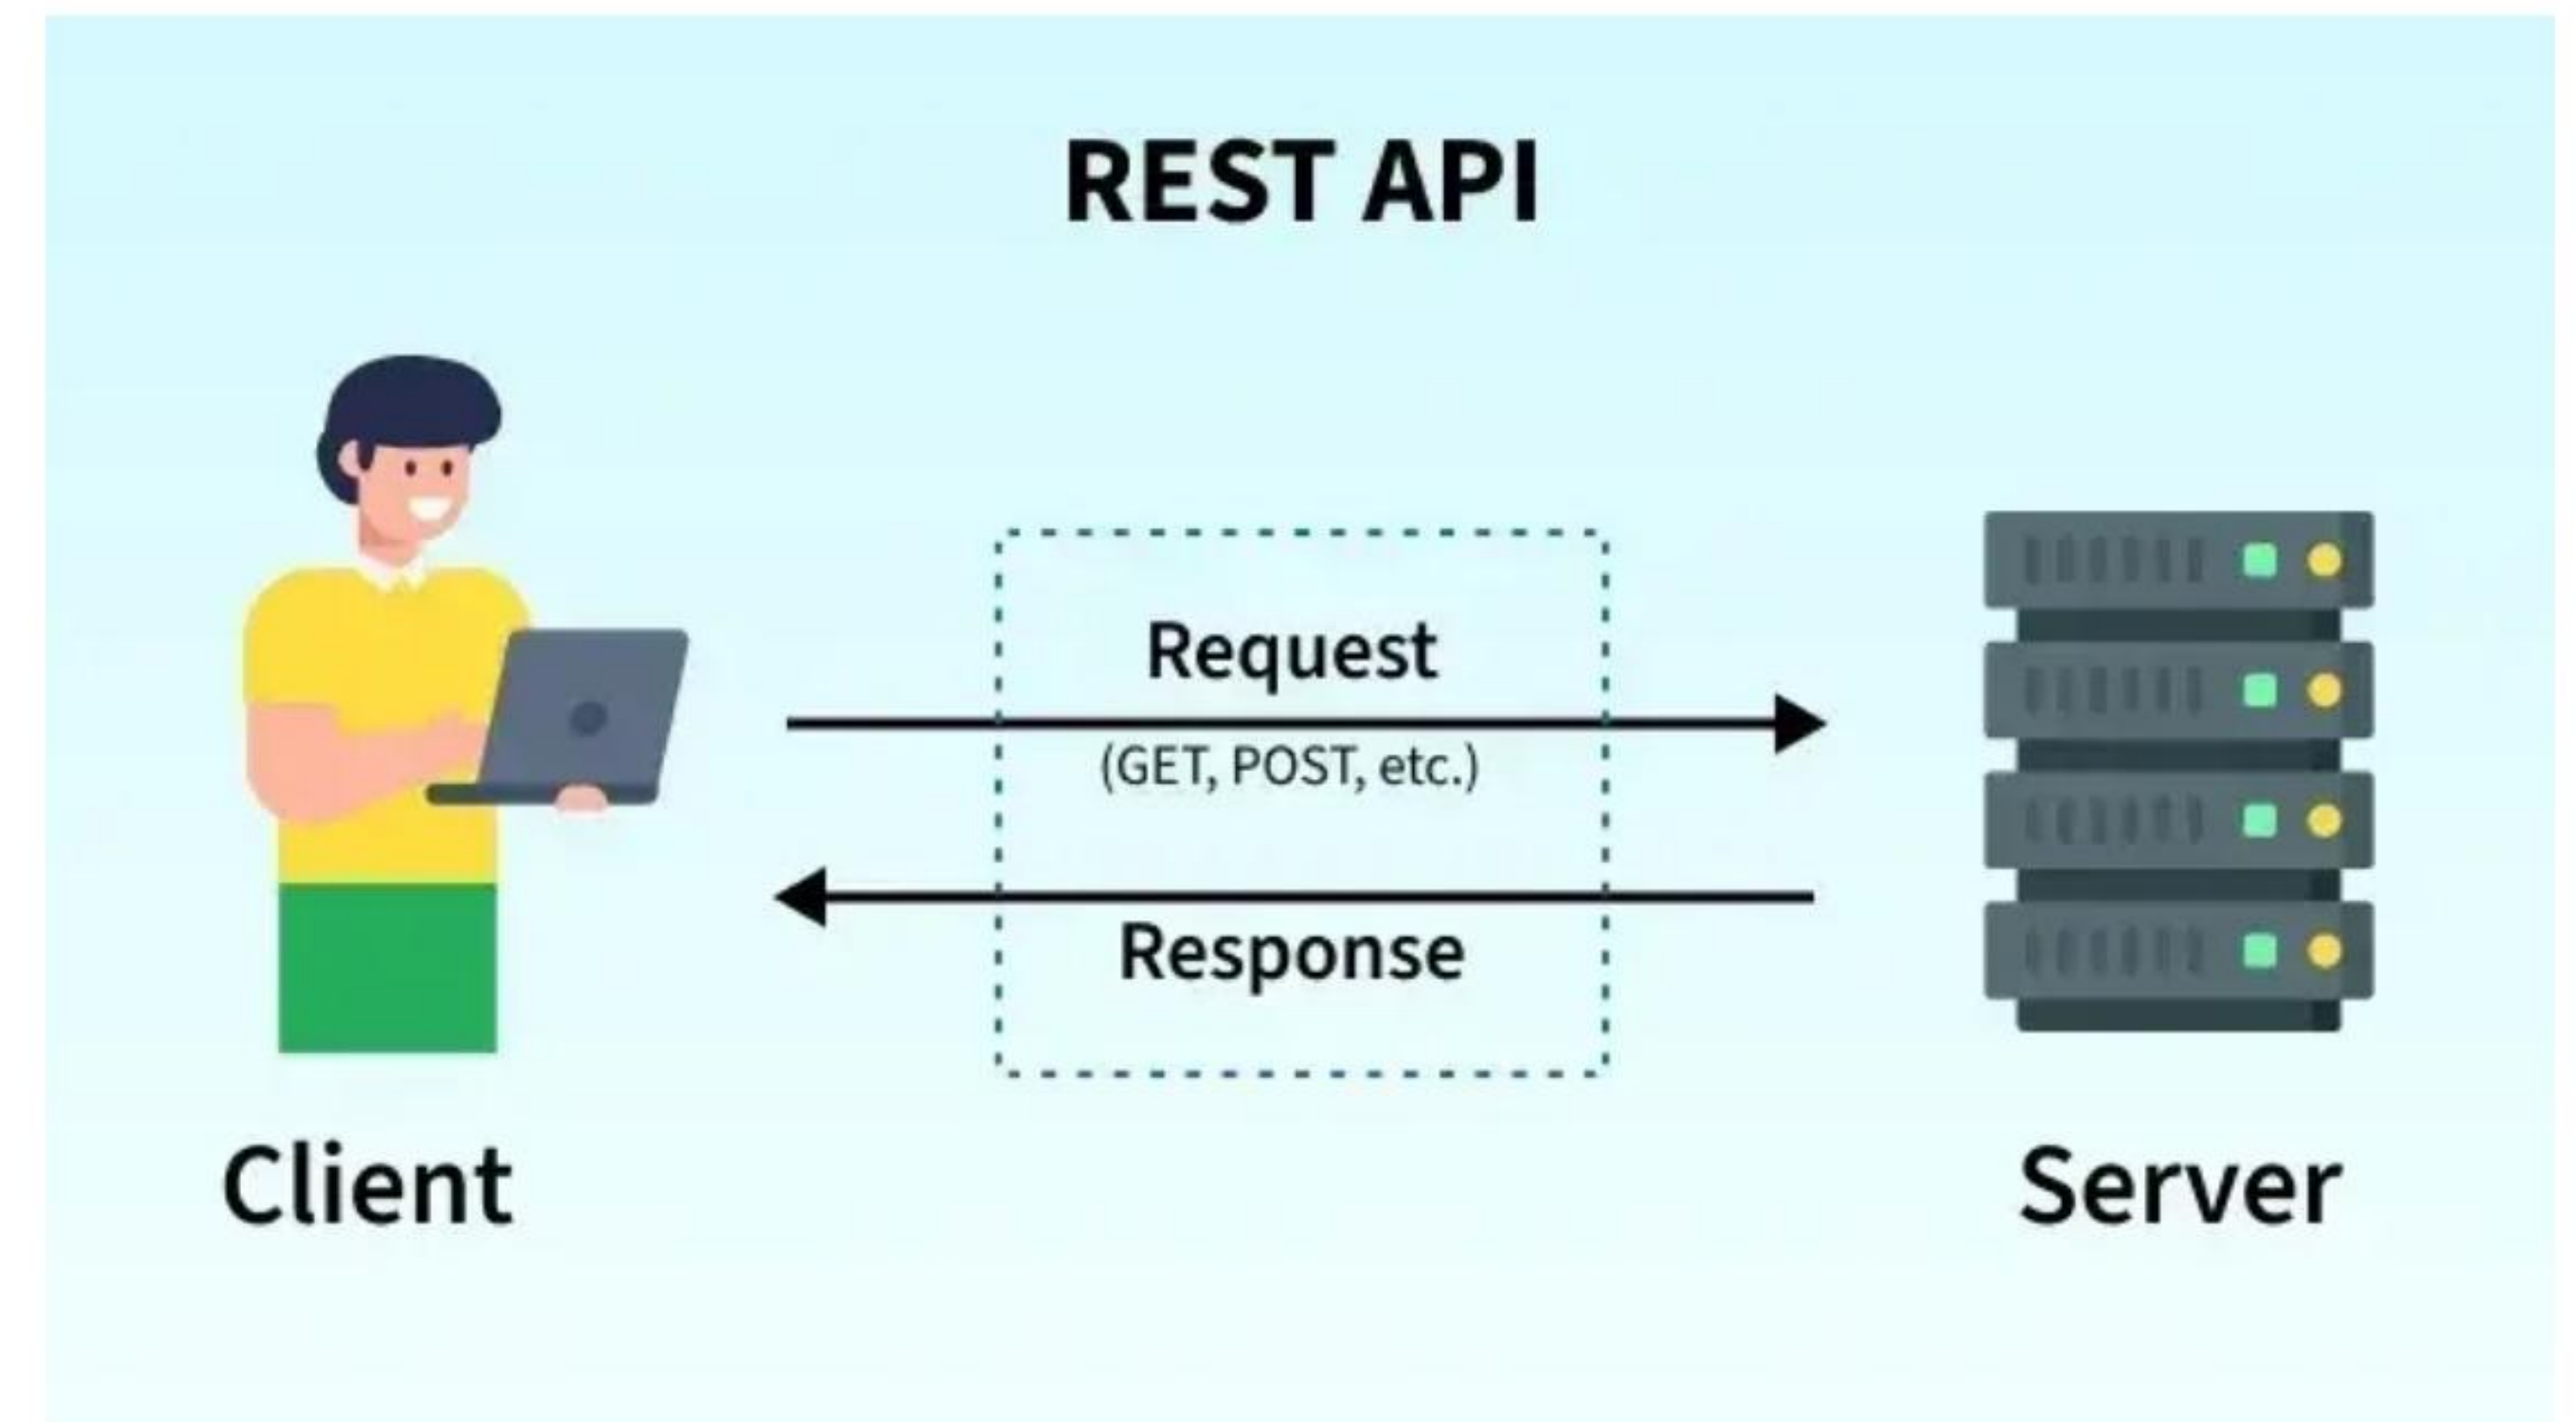 REST API
Request
(GET, POST, etc.)
Response
Client
Server